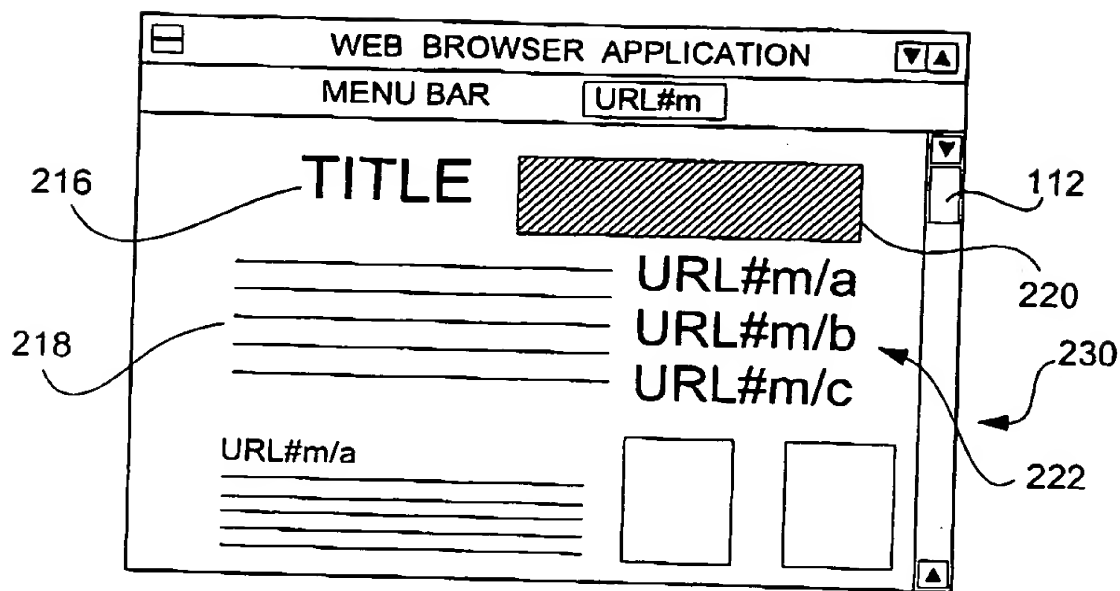 WEB BROWSER APPLICATION
MENU BAR URL#m
216 TITLE 112
URL#m/a 220
218 URL#m/b 230
URL#m/c
URL#m/a 222